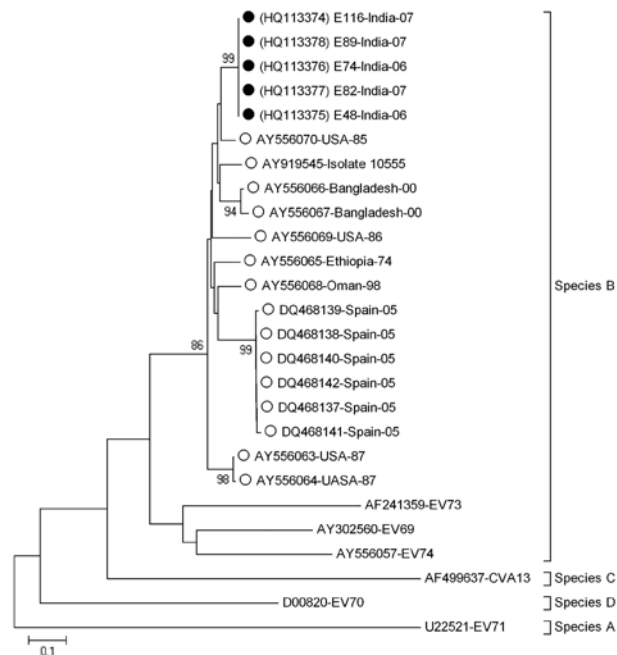 (HQ113374) E116-India-07
(HQ113378) E89-India-07
99
(HQ113376) E74-India-06
(HQ113377) E82-India-07
(HQ113375) E48-India-06
AY556070-USA-85
AY919545-Isolate 10555
AY556066-Bangladesh-00
94
AY556067-Bangladesh-00
AY556069-USA-86
AY556065-Ethiopia-74
AY556068-Oman-98
Species B
DQ468139-Spain-05
DQ468138-Spain-05
86
99
DQ468140-Spain-05
DQ468142-Spain-05
DQ468137-Spain-05
DQ468141-Spain-05
AY556063-USA-87
98
AY556064-UASA-87
AF241359-EV73
AY302560-EV69
AY556057-EV74
AF499637-CVA13
Species C
D00820-EV70
Species D
U22521-EV71
Species A
0.1